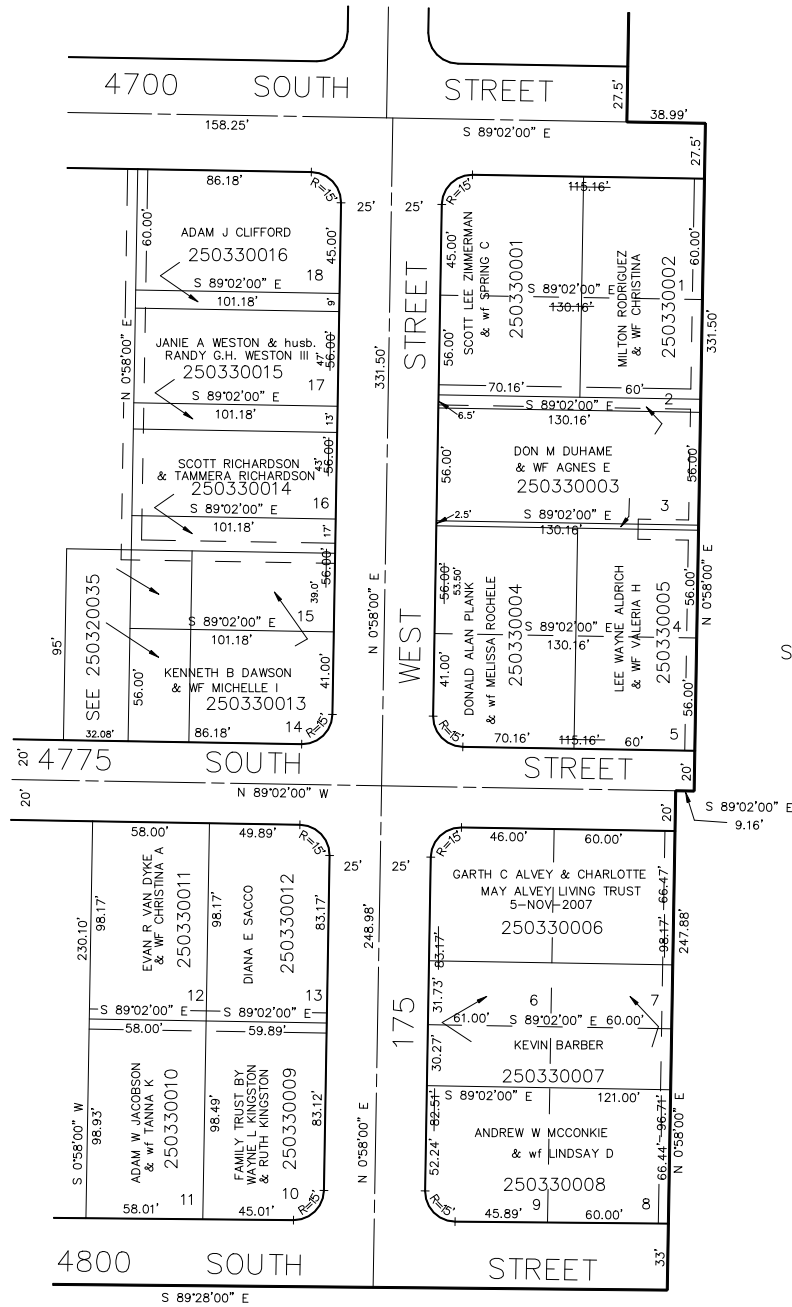 4700 SOUTH STREET
27.5'
38.99'
158.25'
S 89°02'00" E
27.5'
86.18'
R=15'
25'
25'
R=15'
115.16'
60.00'
ADAM J CLIFFORD
250330016
18
45.00'
S 89°02'00" E
101.18'
9'
45.00'
SCOTT LEE ZIMMERMAN
& wf SPRING C
250330001
S 89°02'00" E
130.16'
MILTON RODRIGUEZ
& WF CHRISTINA
250330002
60.00'
1
331.50'
N 0°58'00" E
JANIE A WESTON & husb.
RANDY G.H. WESTON III
250330015
17
47'
56.00'
S 89°02'00" E
101.18'
13'
331.50'
STREET
56.00'
70.16'
60'
2
S 89°02'00" E
130.16'
6.5'
SCOTT RICHARDSON
& TAMMERA RICHARDSON
250330014
16
43'
56.00'
S 89°02'00" E
101.18'
17'
56.00'
DON M DUHAME
& WF AGNES E
250330003
56.00'
3
2.5'
S 89°02'00" E
130.16'
95'
SEE 250320035
56.00'
39.0'
56.00'
15
S 89°02'00" E
101.18'
KENNETH B DAWSON
& WF MICHELLE I
250330013
41.00'
14
R=15'
32.08'
86.18'
N 0°58'00" E
WEST
56.00'
53.50'
41.00'
DONALD ALAN PLANK
& wf MELISSA ROCHELE
250330004
S 89°02'00" E
130.16'
LEE WAYNE ALDRICH
& WF VALERIA H
250330005
56.00'
4
56.00'
5
N 0°58'00" E
S
R=15'
70.16'
115.16'
60'
20'
4775 SOUTH STREET
20'
20'
N 89°02'00" W
20'
S 89°02'00" E
9.16'
58.00'
49.89'
R=15'
25'
25'
R=15'
46.00'
60.00'
230.10'
98.17'
EVAN R VAN DYKE
& WF CHRISTINA A
250330011
12
98.17'
DIANA E SACCO
250330012
83.17'
13
S 89°02'00" E
S 89°02'00" E
58.00'
59.89'
248.98'
GARTH C ALVEY & CHARLOTTE
MAY ALVEY LIVING TRUST
5-NOV-2007
250330006
83.17'
98.17'
66.47'
247.88'
31.73'
6
7
61.00'
S 89°02'00" E
60.00'
175
30.27'
KEVIN BARBER
250330007
S 89°02'00" E
121.00'
S 0°58'00" W
98.93'
ADAM W JACOBSON
& wf TANNA K
250330010
11
98.49'
FAMILY TRUST BY
WAYNE L KINGSTON
& RUTH KINGSTON
250330009
83.12'
10
R=15'
58.01'
45.01'
N 0°58'00" E
82.51'
52.24'
ANDREW W MCCONKIE
& wf LINDSAY D
250330008
96.71'
66.44'
N 0°58'00" E
R=15'
45.89'
9
60.00'
8
4800 SOUTH STREET
33'
S 89°28'00" E